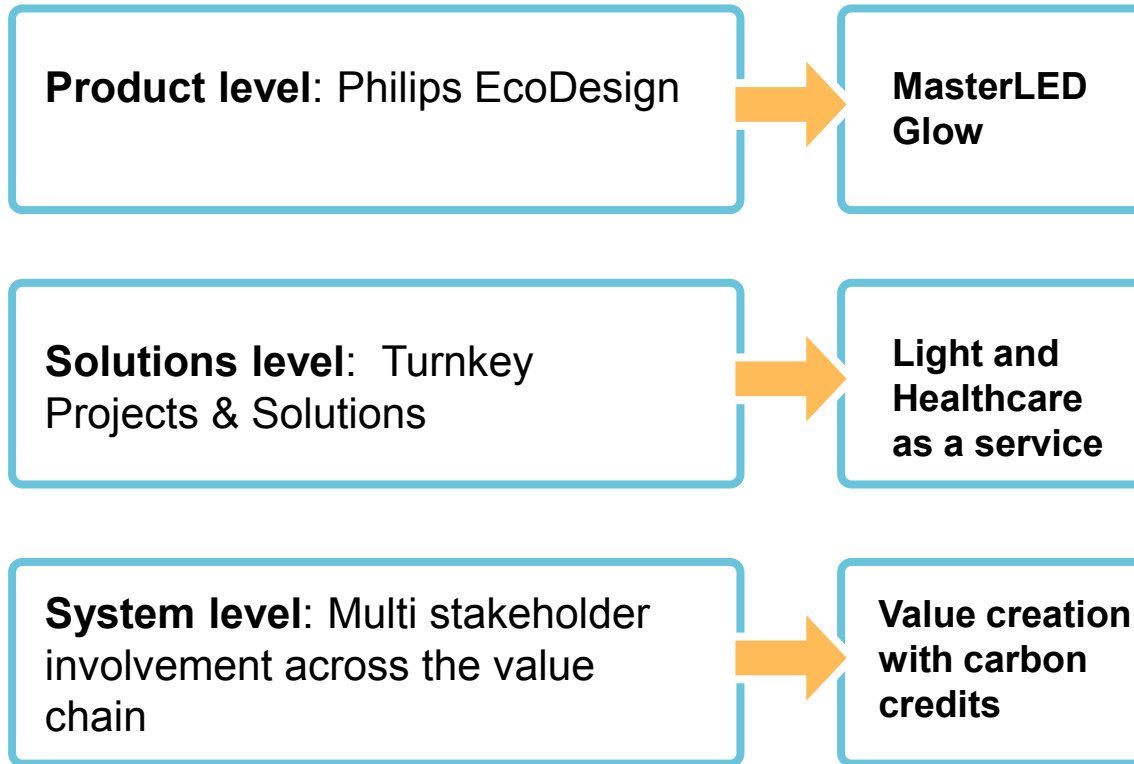 Product level: Philips EcoDesign
MasterLED
Glow
Solutions level: Turnkey
Projects & Solutions
Light and
Healthcare
as a service
System level: Multi stakeholder
involvement across the value
chain
Value creation
with carbon
credits